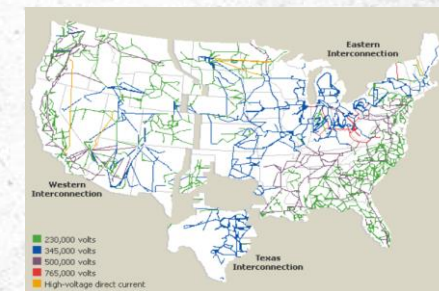 Eastern
Interconnection
Western
Interconnection
Texas
Interconnection
230,000 volts
345,000 volts
500,000 volts
765,000 volts
High-voltage direct current